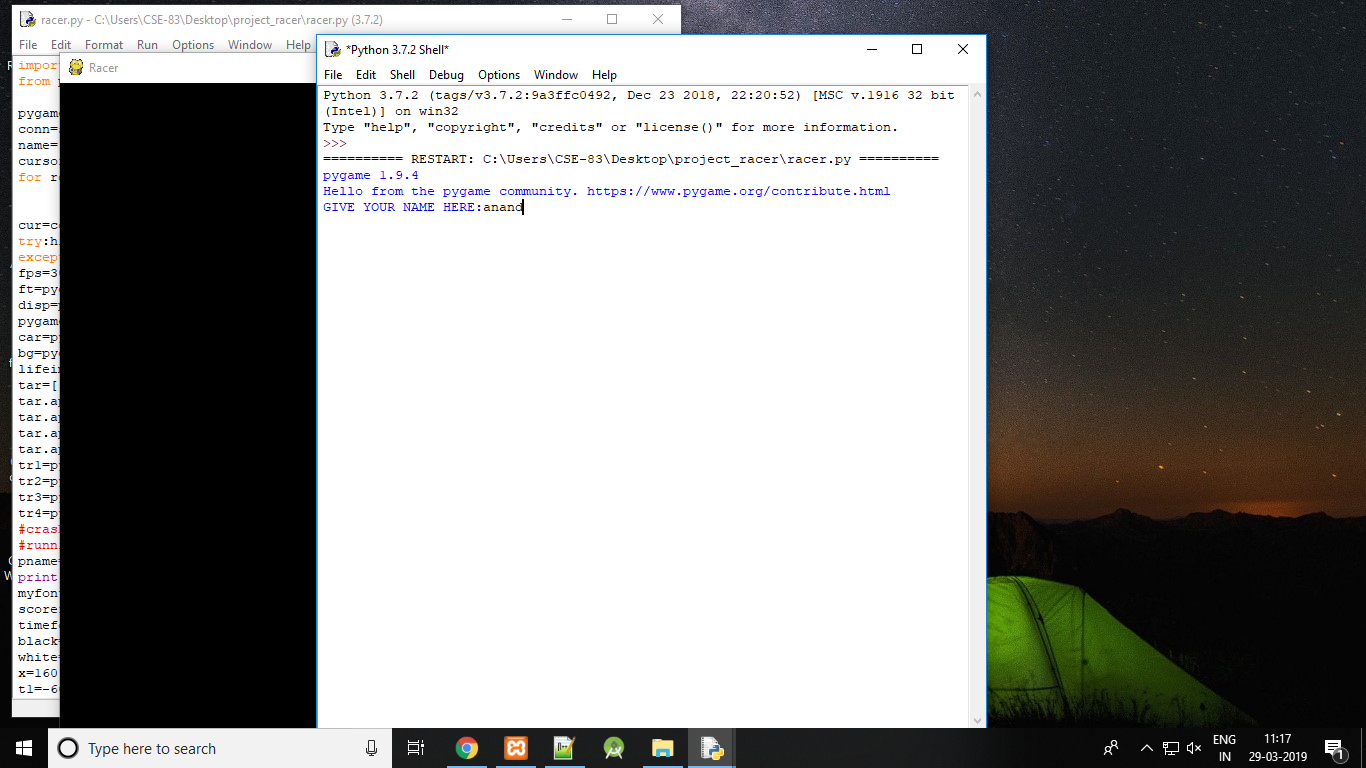 racer.py - C:\Users\CSE-83\Desktop\project_racer\racer.py (3.7.2)
File Edit Format Run Options Window Help
pygam
conn=
name=
curso
for r
cur=c
try:h
excep
fps=3
ft=py
disp=
pygam
car=p
bg=py
lifei
tar=[
tar.a
tar.a
tar.a
tar.a
tr1=p
tr2=p
tr3=p
tr4=p
#cras
#runn
pname=
print
myfon
score
timef
black
white
x=160
t1=-6
Racer
*Python 3.7.2 Shell*
File Edit Shell Debug Options Window Help
Python 3.7.2 (tags/v3.7.2:9a3ffc0492, Dec 23 2018, 22:20:52) [MSC v.1916 32 bit
(Intel)] on win32
Type "help", "copyright", "credits" or "license()" for more information.
>>>
========== RESTART: C:\Users\CSE-83\Desktop\project_racer\racer.py ==========
pygame 1.9.4
Hello from the pygame community. https://www.pygame.org/contribute.html
GIVE YOUR NAME HERE:anand
Type here to search
ENG
IN
11:17
29-03-2019
1